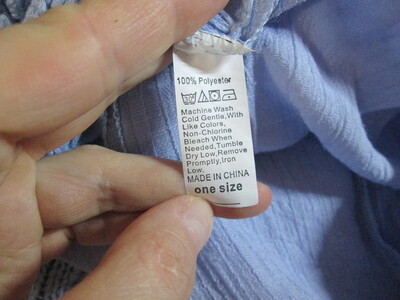 100% Polyester
Machine Wash
Cold Gentle,With
Like Colors,
Non-Chlorine
Bleach When
Needed,Tumble
Dry Low,Remove
Promptly,Iron
Low.
MADE IN CHINA
one size